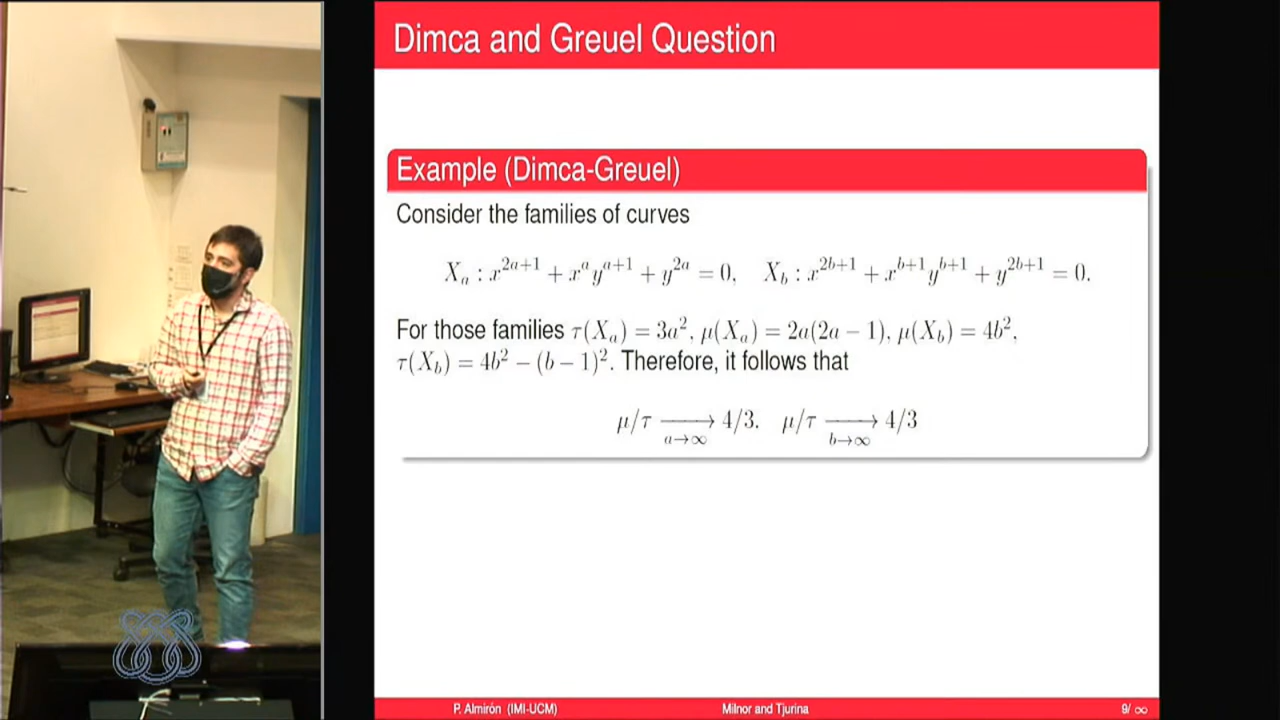 Dimca and Greuel Question
Example (Dimca-Greuel)
Consider the families of curves
X_a : x^{2a+1} + x^a y^{a+1} + y^{2a} = 0, X_b : x^{2b+1} + x^{b+1} y^{b+1} + y^{2b+1} = 0.
For those families τ(X_a) = 3a^2, μ(X_a) = 2a(2a − 1), μ(X_b) = 4b^2,
τ(X_b) = 4b^2 − (b − 1)^2. Therefore, it follows that
μ/τ ⟶_{a→∞} 4/3. μ/τ ⟶_{b→∞} 4/3
P. Almirón (IMI-UCM) Milnor and Tjurina 9/ ∞